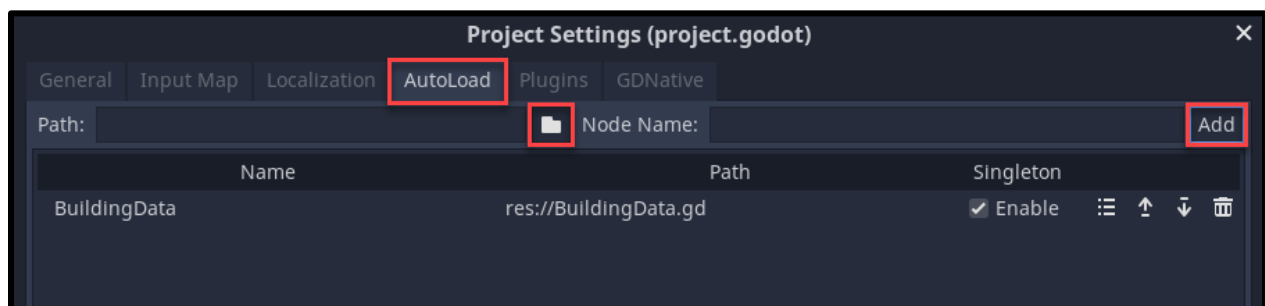 Project Settings (project.godot)
General Input Map Localization AutoLoad Plugins GDNative
Path: Node Name: Add
Name Path Singleton
BuildingData res://BuildingData.gd Enable